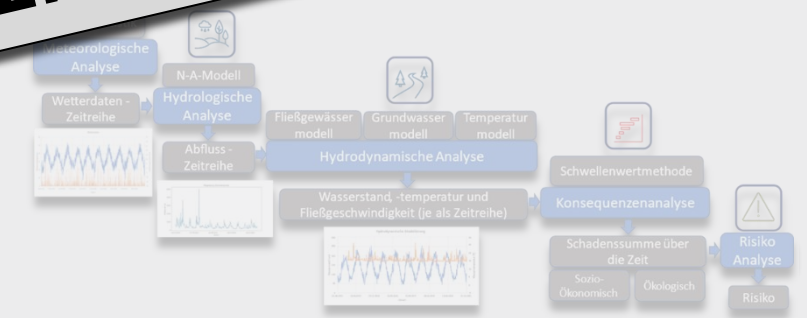 Meteorologische
Analyse
N-A-Modell
Wetterdaten -
Zeitreihe
Hydrologische
Analyse
Abfluss -
Zeitreihe
Fließgewässer
modell
Grundwasser
modell
Temperatur
modell
Hydrodynamische Analyse
Wasserstand, -temperatur und
Fließgeschwindigkeit (je als Zeitreihe)
Schwellenwertmethode
Konsequenzenanalyse
Schadenssumme über
die Zeit
Sozio-
Ökonomisch
Ökologisch
Risiko
Analyse
Risiko